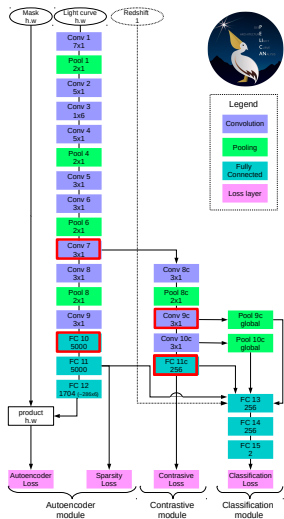 Mask
h.w
Light curve
h.w
Redshift
1
Conv 1
7x1
Pool 1
2x1
Conv 2
5x1
Conv 3
1x6
Conv 4
5x1
Pool 4
2x1
Conv 5
3x1
Conv 6
3x1
Pool 6
2x1
Conv 7
3x1
Conv 8
3x1
Pool 8
2x1
Conv 9
3x1
FC 10
5000
FC 11
5000
FC 12
1704 (~286x6)
product
h.w
Conv 8c
3x1
Pool 8c
2x1
Conv 9c
3x1
Conv 10c
3x1
FC 11c
256
Pool 9c
global
Pool 10c
global
FC 13
256
FC 14
256
FC 15
2
Legend
Convolution
Pooling
Fully
Connected
Loss layer
Autoencoder
Loss
Sparsity
Loss
Contrasive
Loss
Classification
Loss
Autoencoder
module
Contrastive
module
Classification
module